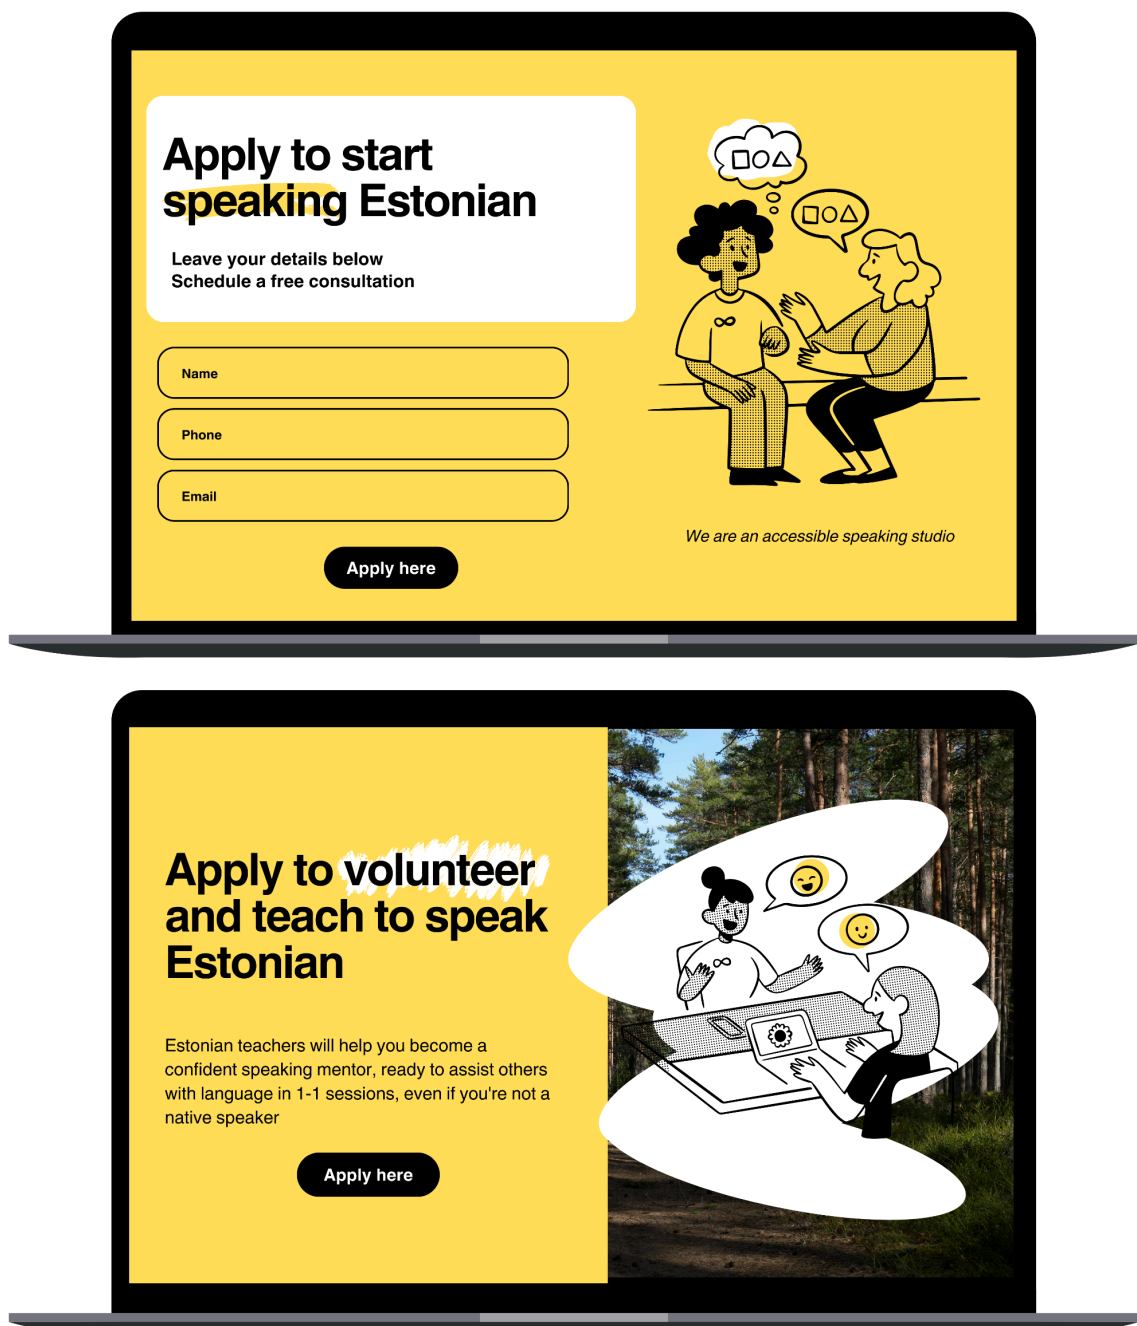 Apply to start
speaking Estonian
Leave your details below
Schedule a free consultation
Name
Phone
Email
Apply here
We are an accessible speaking studio
Apply to volunteer
and teach to speak
Estonian
Estonian teachers will help you become a
confident speaking mentor, ready to assist others
with language in 1-1 sessions, even if you're not a
native speaker
Apply here